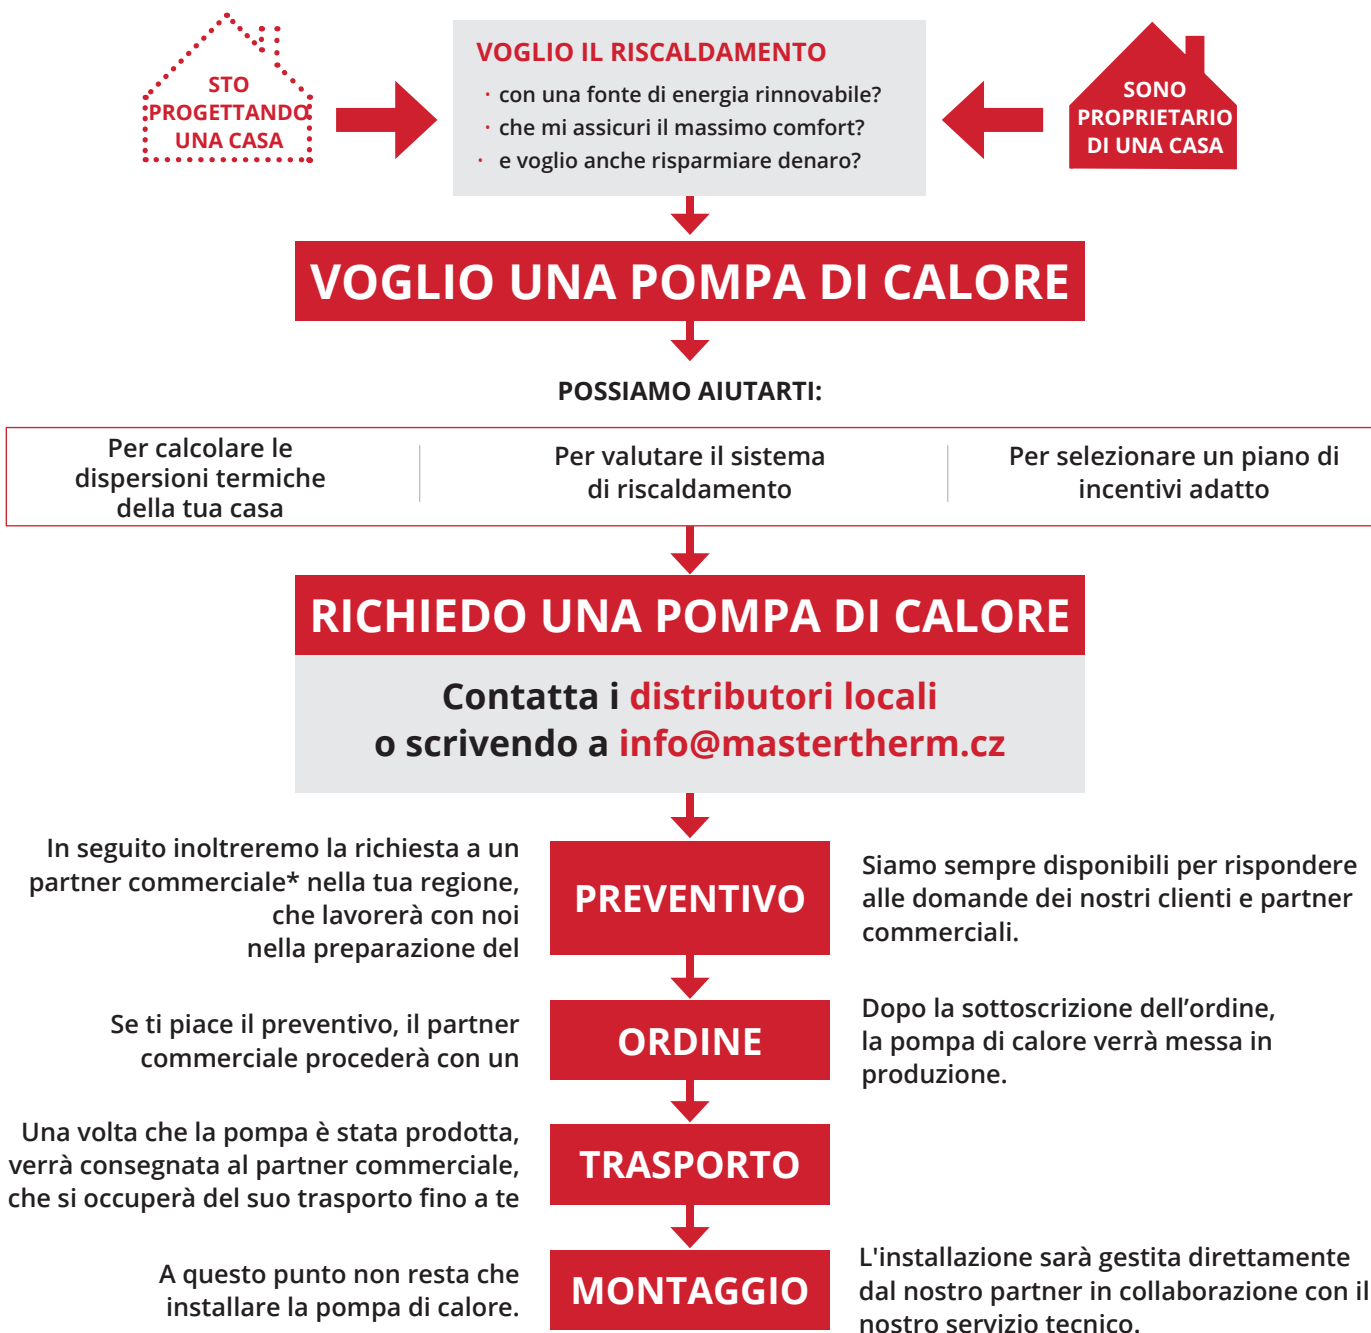 STO
PROGETTANDO
UNA CASA
VOGLIO IL RISCALDAMENTO
· con una fonte di energia rinnovabile?
· che mi assicuri il massimo comfort?
· e voglio anche risparmiare denaro?
SONO
PROPRIETARIO
DI UNA CASA
VOGLIO UNA POMPA DI CALORE
POSSIAMO AIUTARTI:
Per calcolare le
dispersioni termiche
della tua casa
Per valutare il sistema
di riscaldamento
Per selezionare un piano di
incentivi adatto
RICHIEDO UNA POMPA DI CALORE
Contatta i distributori locali
o scrivendo a info@mastertherm.cz
In seguito inoltreremo la richiesta a un
partner commerciale* nella tua regione,
che lavorerà con noi
nella preparazione del
PREVENTIVO
Siamo sempre disponibili per rispondere
alle domande dei nostri clienti e partner
commerciali.
Se ti piace il preventivo, il partner
commerciale procederà con un
ORDINE
Dopo la sottoscrizione dell’ordine,
la pompa di calore verrà messa in
produzione.
Una volta che la pompa è stata prodotta,
verrà consegnata al partner commerciale,
che si occuperà del suo trasporto fino a te
TRASPORTO
A questo punto non resta che
installare la pompa di calore.
MONTAGGIO
L'installazione sarà gestita direttamente
dal nostro partner in collaborazione con il
nostro servizio tecnico.